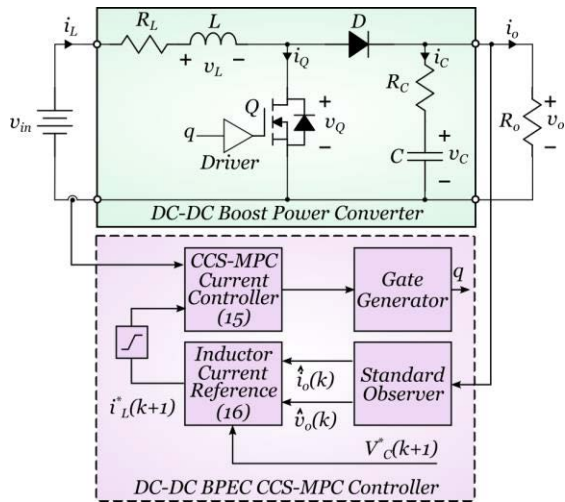 i_L R_L L D i_o
+ v_L − i_Q i_C
R_C
Q + v_Q −
v_in q R_o + v_o −
Driver C + v_C −
DC-DC Boost Power Converter
CCS-MPC
Current
Controller
(15)
Gate
Generator
q
Inductor
Current
Reference
(16)
î_o(k)
v̂_o(k)
Standard
Observer
i*_L(k+1)
V*_C(k+1)
DC-DC BPEC CCS-MPC Controller